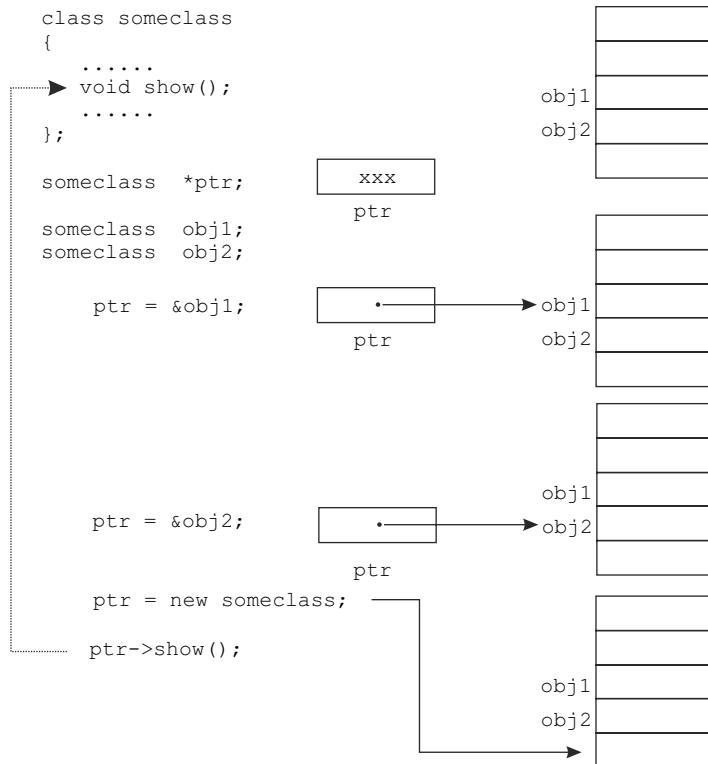 class someclass
{
......
void show();
......
};
obj1
obj2
someclass *ptr;
xxx
ptr
someclass obj1;
someclass obj2;
ptr = &obj1;
obj1
ptr
obj2
obj1
ptr = &obj2;
obj2
ptr
ptr = new someclass;
ptr->show();
obj1
obj2